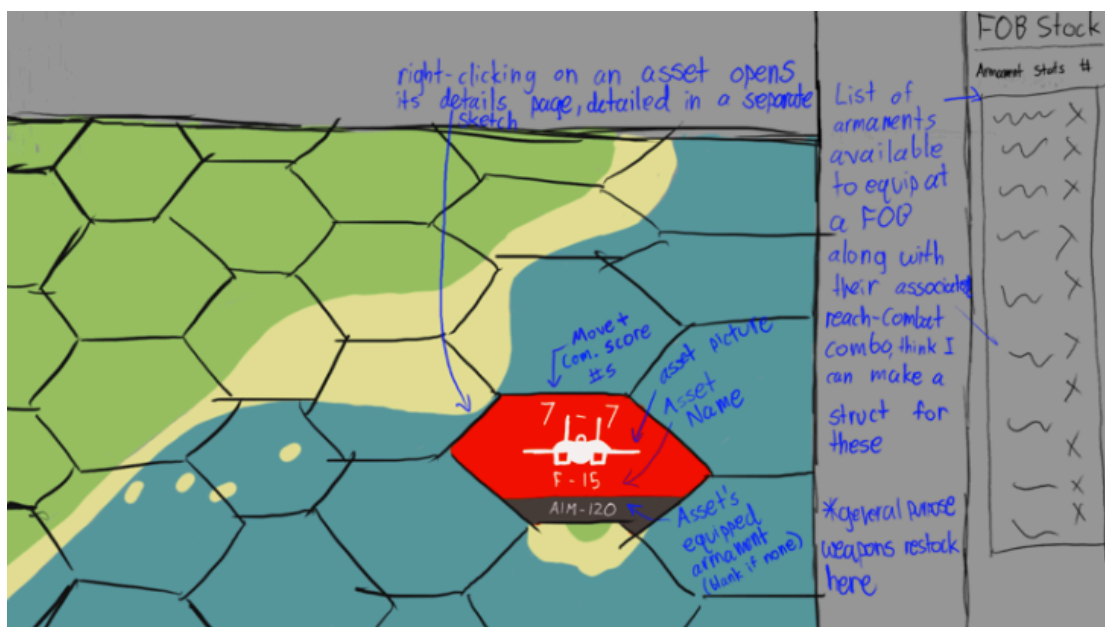 FOB Stock
Armament Stats #
right-clicking on an asset opens
its details page, detailed in a separate
sketch
List of
armaments
available
to equip at
a FOB
along with
their associated
reach-Combat
combo, think I
can make a
struct for
these
*general purpose
weapons restock
here
Move +
Com. score
#s
asset picture
Asset
Name
7-7
F-15
AIM-120
Asset's
equipped
armament
(blank if none)